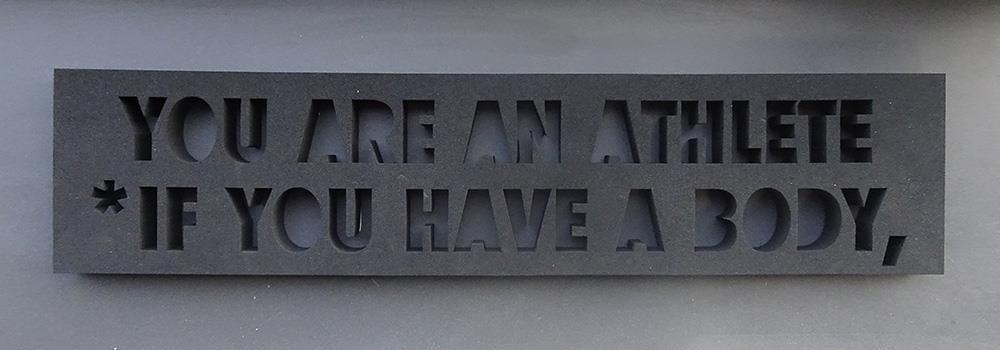 YOU ARE AN ATHLETE
*IF YOU HAVE A BODY,